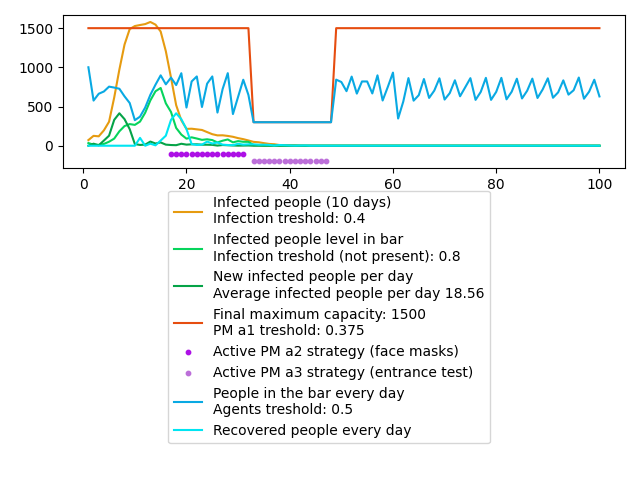 1500
1000
500
0
0 20 40 60 80 100
Infected people (10 days)
Infection treshold: 0.4
Infected people level in bar
Infection treshold (not present): 0.8
New infected people per day
Average infected people per day 18.56
Final maximum capacity: 1500
PM a1 treshold: 0.375
Active PM a2 strategy (face masks)
Active PM a3 strategy (entrance test)
People in the bar every day
Agents treshold: 0.5
Recovered people every day